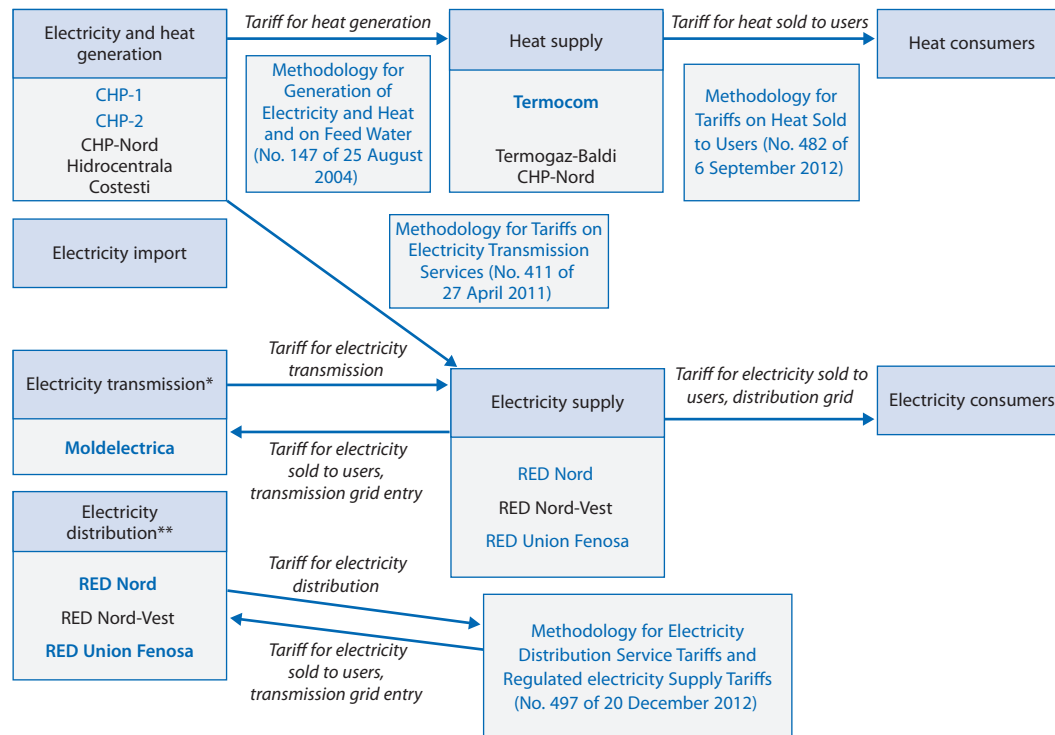 Electricity and heat
generation
CHP-1
CHP-2
CHP-Nord
Hidrocentrala
Costesti
Tariff for heat generation
Methodology for
Generation of
Electricity and Heat
and on Feed Water
(No. 147 of 25 August
2004)
Heat supply
Termocom
Termogaz-Baldi
CHP-Nord
Tariff for heat sold to users
Methodology for
Tariffs on Heat Sold
to Users (No. 482 of
6 September 2012)
Heat consumers
Electricity import
Methodology for Tariffs on
Electricity Transmission
Services (No. 411 of
27 April 2011)
Electricity transmission*
Moldelectrica
Tariff for electricity
transmission
Tariff for electricity
sold to users,
transmission grid entry
Electricity supply
RED Nord
RED Nord-Vest
RED Union Fenosa
Tariff for electricity sold to
users, distribution grid
Electricity consumers
Electricity
distribution**
RED Nord
RED Nord-Vest
RED Union Fenosa
Tariff for electricity
distribution
Tariff for electricity
sold to users,
transmission grid entry
Methodology for Electricity
Distribution Service Tariffs and
Regulated electricity Supply Tariffs
(No. 497 of 20 December 2012)